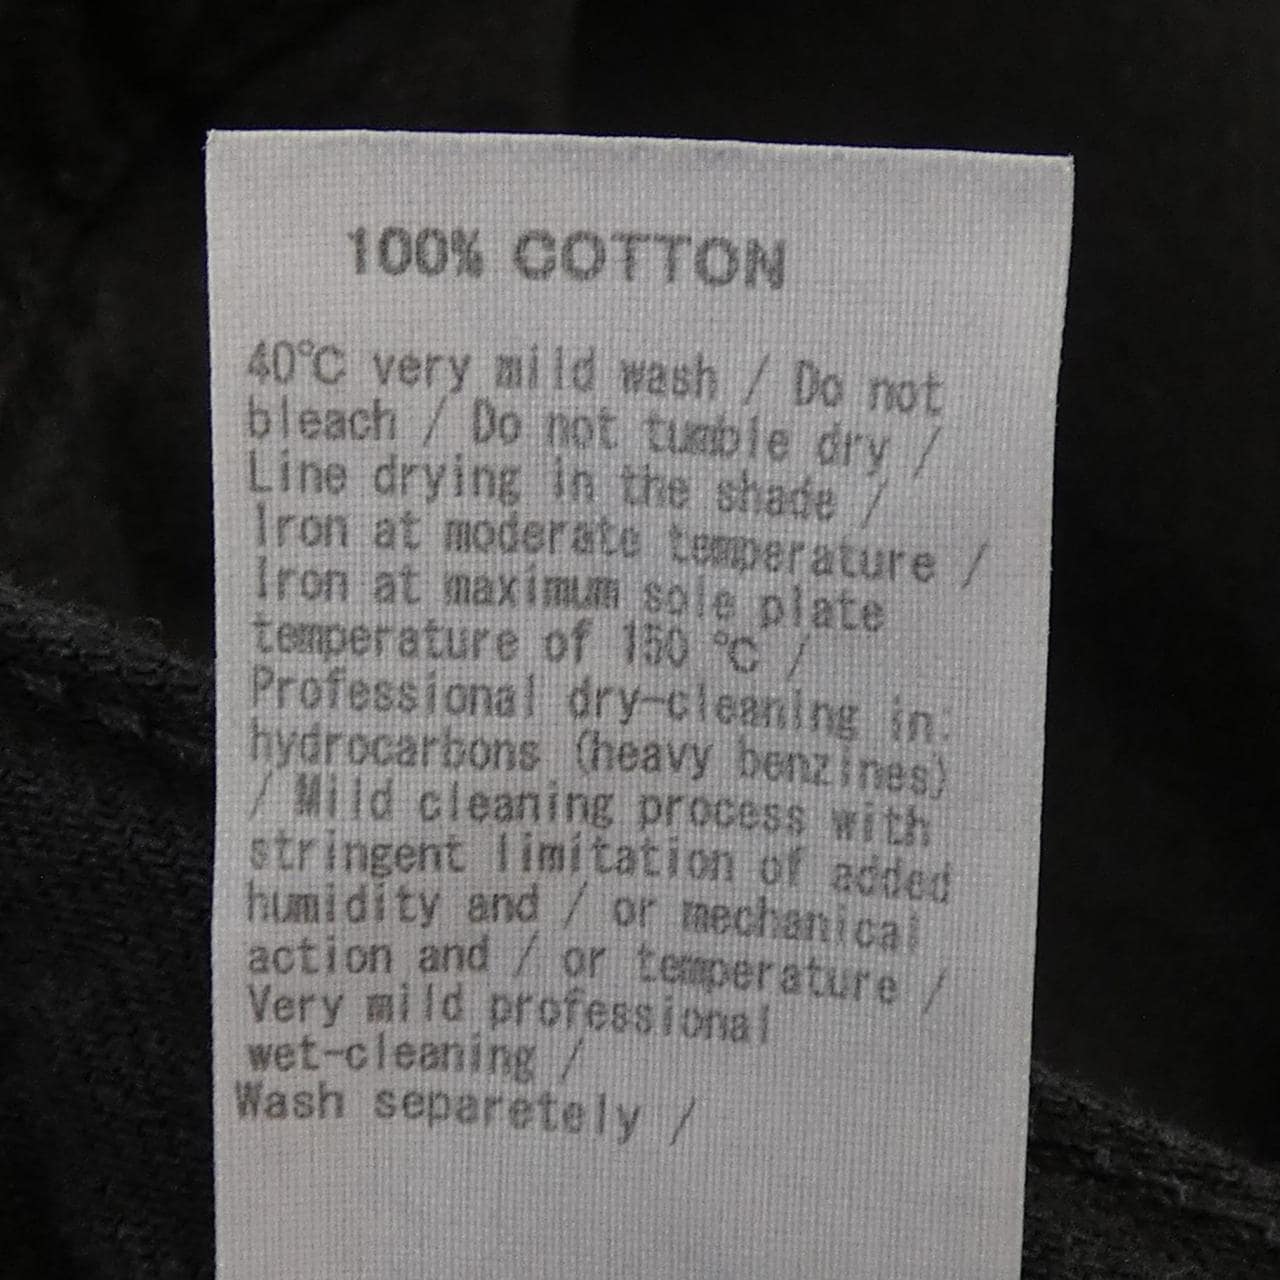 100% COTTON
40℃ very mild wash / Do not
bleach / Do not tumble dry /
Line drying in the shade /
Iron at moderate temperature /
Iron at maximum sole plate
temperature of 150 ℃ /
Professional dry-cleaning in:
hydrocarbons (heavy benzines)
/ Mild cleaning process with
stringent limitation of added
humidity and / or mechanical
action and / or temperature /
Very mild professional
wet-cleaning /
Wash separetely /